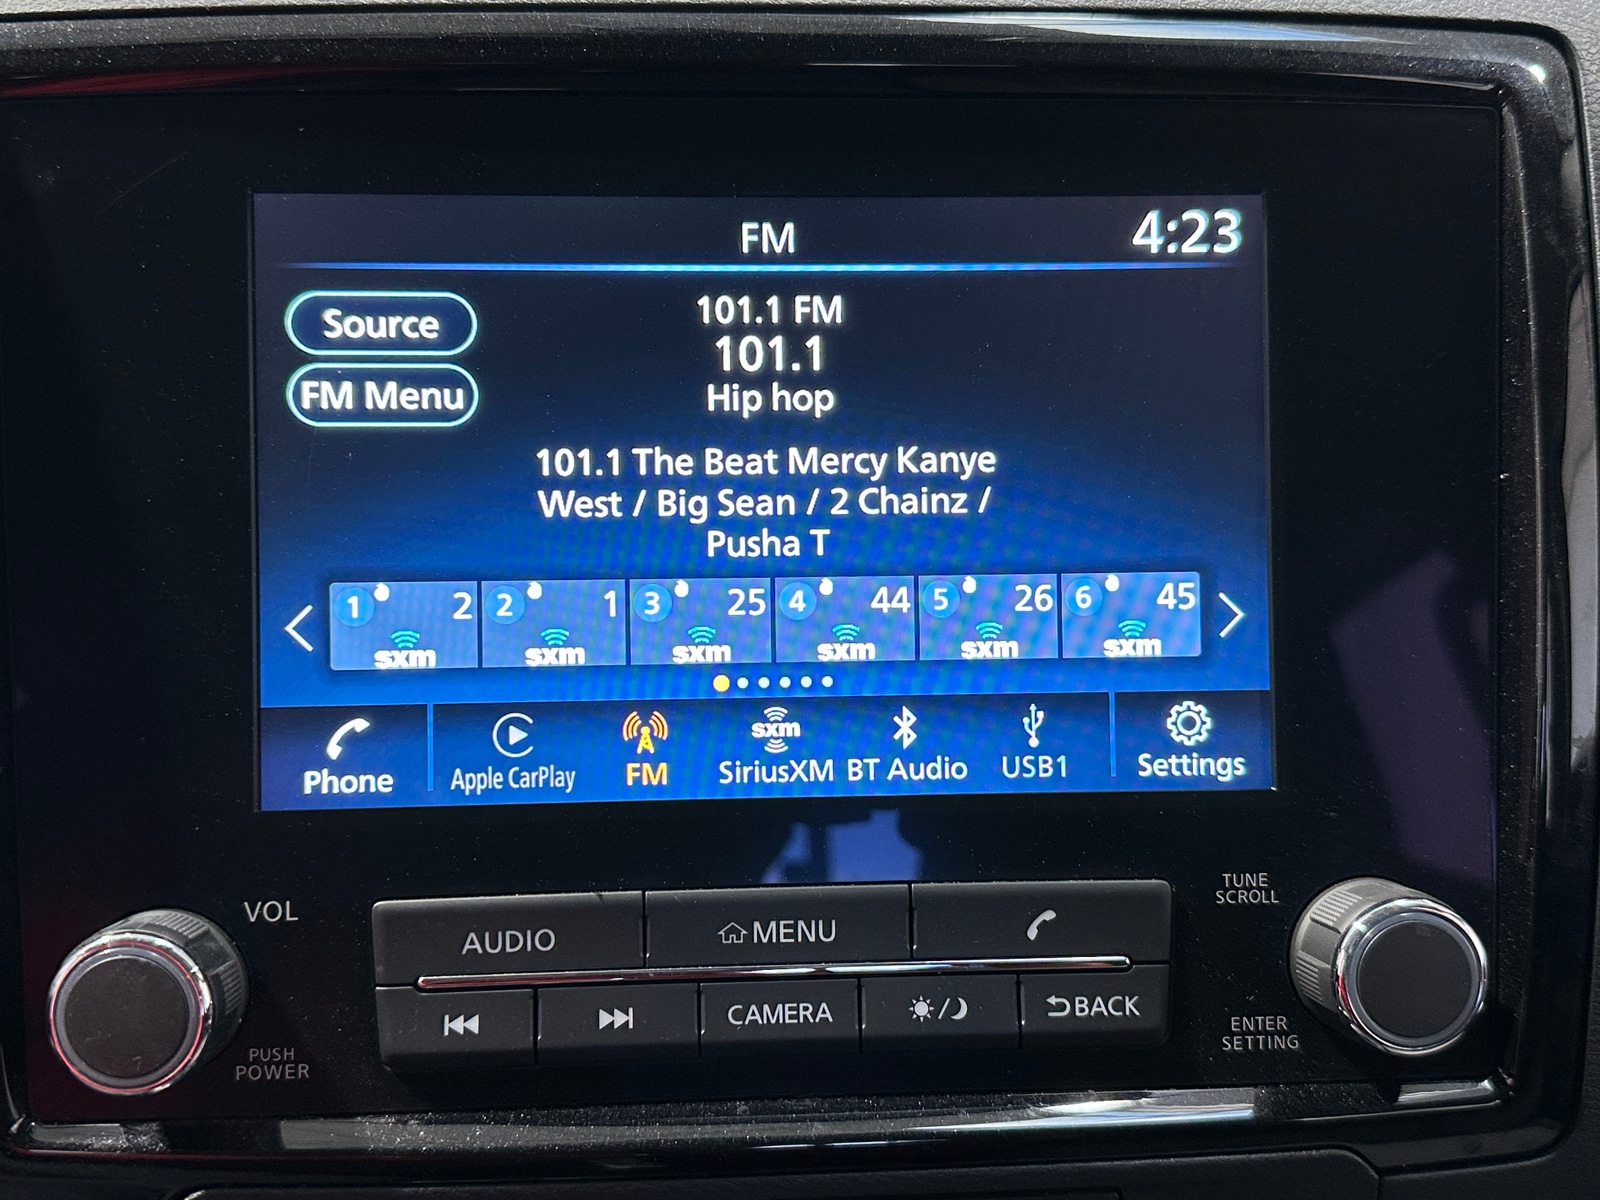 FM
4:23
Source
FM Menu
101.1 FM
101.1
Hip hop
101.1 The Beat Mercy Kanye
West / Big Sean / 2 Chainz /
Pusha T
1 2 sxm
2 1 sxm
3 25 sxm
4 44 sxm
5 26 sxm
6 45 sxm
Phone
Apple CarPlay
FM
sxm
SiriusXM
BT Audio
USB1
Settings
VOL
PUSH
POWER
AUDIO
MENU
CAMERA
BACK
TUNE
SCROLL
ENTER
SETTING